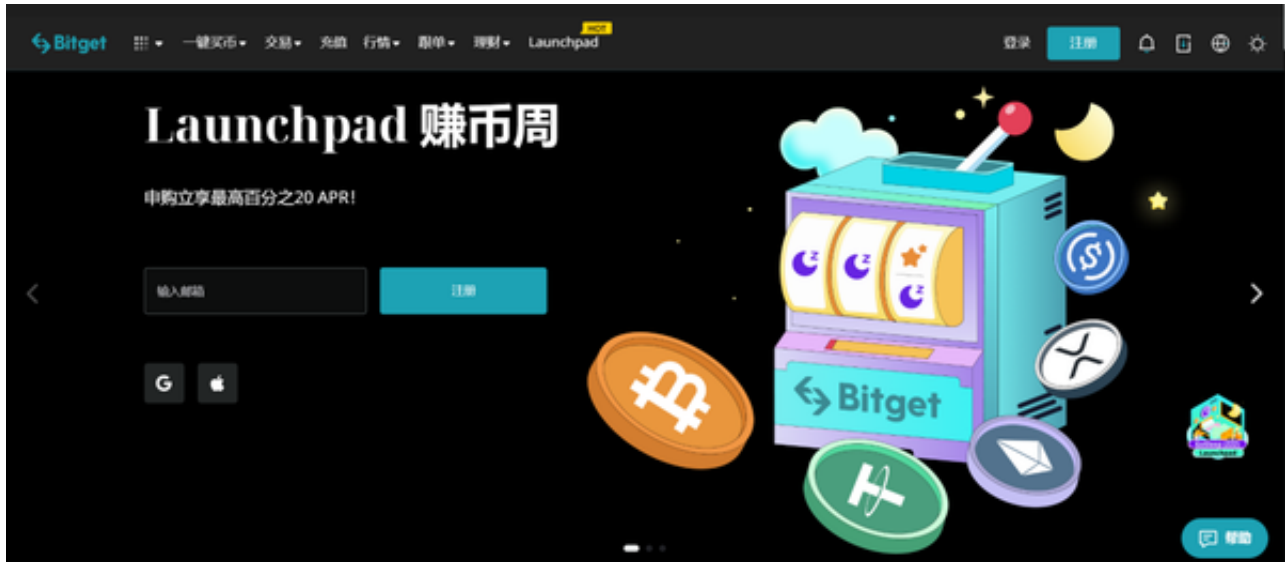 Bitget 一键买币 交易 充值 行情 跟单 理财 Launchpad HOT 登录 注册
Launchpad 赚币周
申购立享最高百分之20 APR!
输入邮箱 注册
G
Bitget
Launchpad
帮助